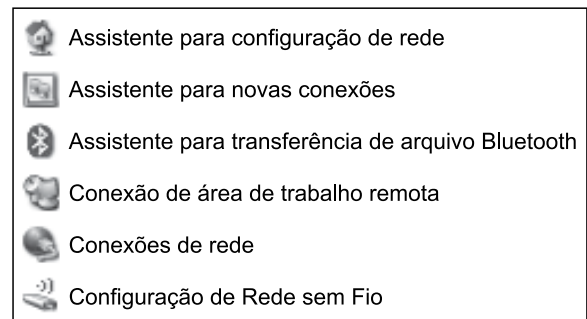 Assistente para configuração de rede
Assistente para novas conexões
Assistente para transferência de arquivo Bluetooth
Conexão de área de trabalho remota
Conexões de rede
Configuração de Rede sem Fio